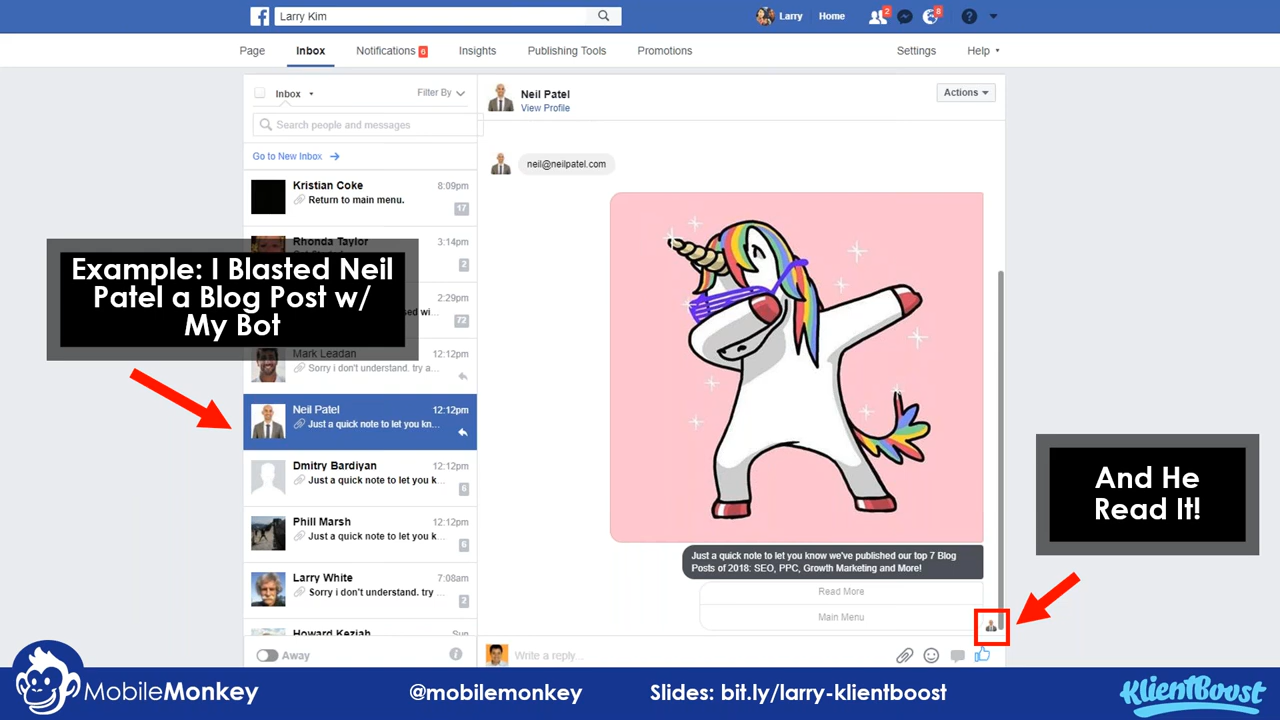 Larry Kim
Larry
Home
2
8
Page
Inbox
Notifications
6
Insights
Publishing Tools
Promotions
Settings
Help
Inbox
Filter By
Search people and messages
Go to New Inbox
Kristian Coke
8:09pm
Return to main menu.
17
Rhonda Taylor
3:14pm
2
2:29pm
72
Mark Leadan
12:12pm
Sorry i don't understand. try a...
Neil Patel
12:12pm
Just a quick note to let you kn...
Dmitry Bardiyan
12:12pm
Just a quick note to let you k
6
Phill Marsh
12:12pm
Just a quick note to let you k
6
Larry White
7:08am
Sorry i don't understand. try
2
Howard Keziah
Sun
Away
Neil Patel
View Profile
Actions
neil@neilpatel.com
Just a quick note to let you know we've published our top 7 Blog
Posts of 2018: SEO, PPC, Growth Marketing and More!
Read More
Main Menu
Write a reply...
Example: I Blasted Neil
Patel a Blog Post w/
My Bot
And He
Read It!
MobileMonkey
@mobilemonkey
Slides: bit.ly/larry-klientboost
KlientBoost